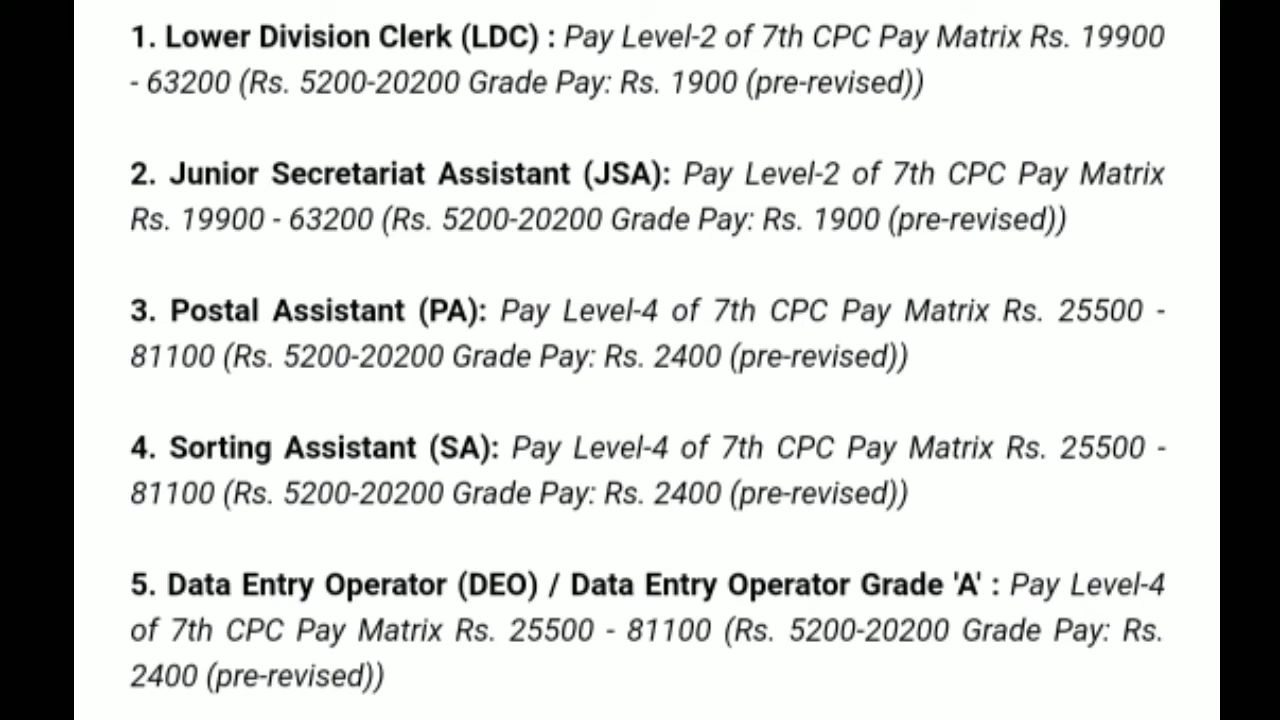 1. Lower Division Clerk (LDC) : Pay Level-2 of 7th CPC Pay Matrix Rs. 19900
- 63200 (Rs. 5200-20200 Grade Pay: Rs. 1900 (pre-revised))
2. Junior Secretariat Assistant (JSA): Pay Level-2 of 7th CPC Pay Matrix
Rs. 19900 - 63200 (Rs. 5200-20200 Grade Pay: Rs. 1900 (pre-revised))
3. Postal Assistant (PA): Pay Level-4 of 7th CPC Pay Matrix Rs. 25500 -
81100 (Rs. 5200-20200 Grade Pay: Rs. 2400 (pre-revised))
4. Sorting Assistant (SA): Pay Level-4 of 7th CPC Pay Matrix Rs. 25500 -
81100 (Rs. 5200-20200 Grade Pay: Rs. 2400 (pre-revised))
5. Data Entry Operator (DEO) / Data Entry Operator Grade 'A' : Pay Level-4
of 7th CPC Pay Matrix Rs. 25500 - 81100 (Rs. 5200-20200 Grade Pay: Rs.
2400 (pre-revised))